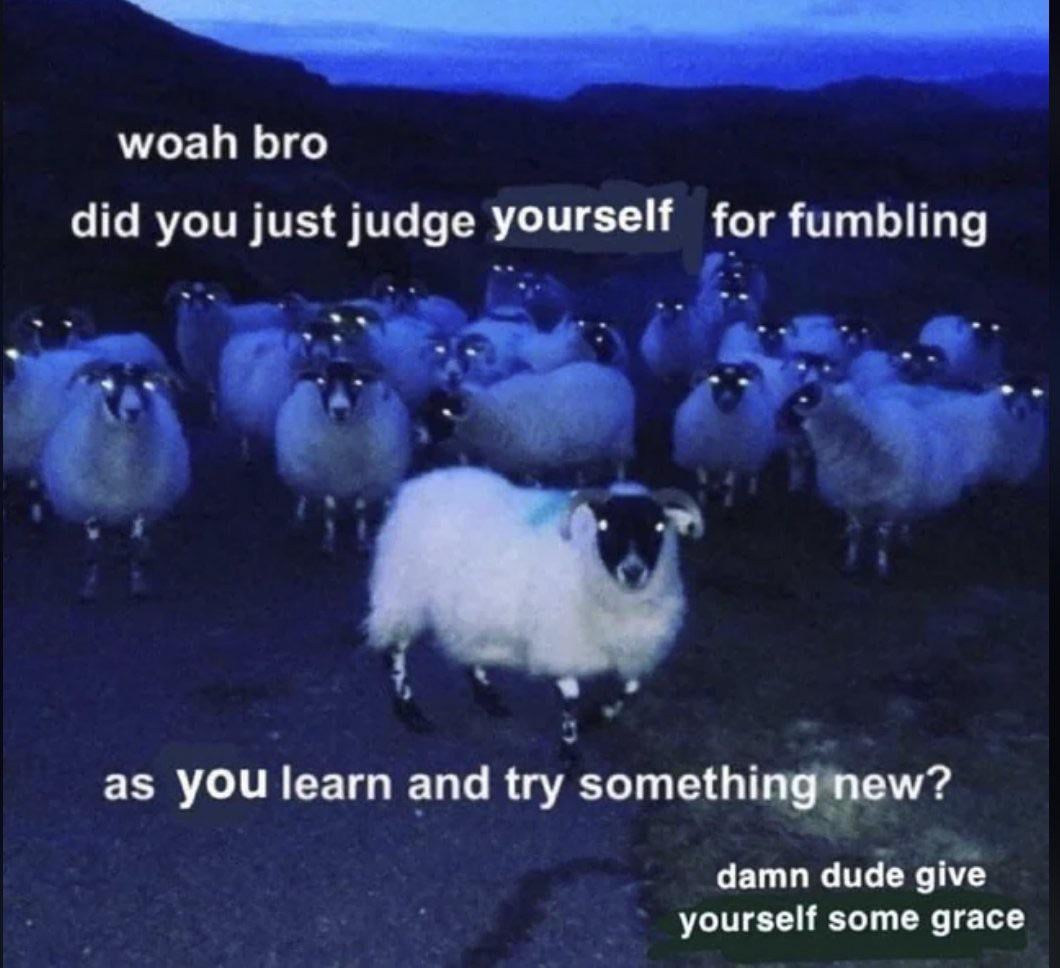 woah bro
did you just judge yourself for fumbling
as you learn and try something new?
damn dude give
yourself some grace